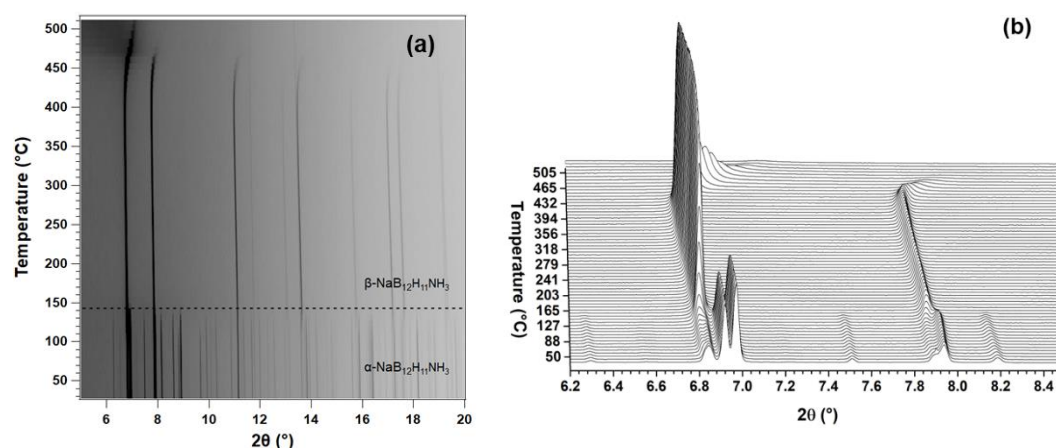 (a)
500
450
400
350
300
250
200
150
100
50
Temperature (°C)
β-NaB₁₂H₁₁NH₃
α-NaB₁₂H₁₁NH₃
6 8 10 12 14 16 18 20
2θ (°)
(b)
505
465
432
394
356
318
279
241
203
165
127
88
50
Temperature (°C)
6.2 6.4 6.6 6.8 7.0 7.2 7.4 7.6 7.8 8.0 8.2 8.4
2θ (°)